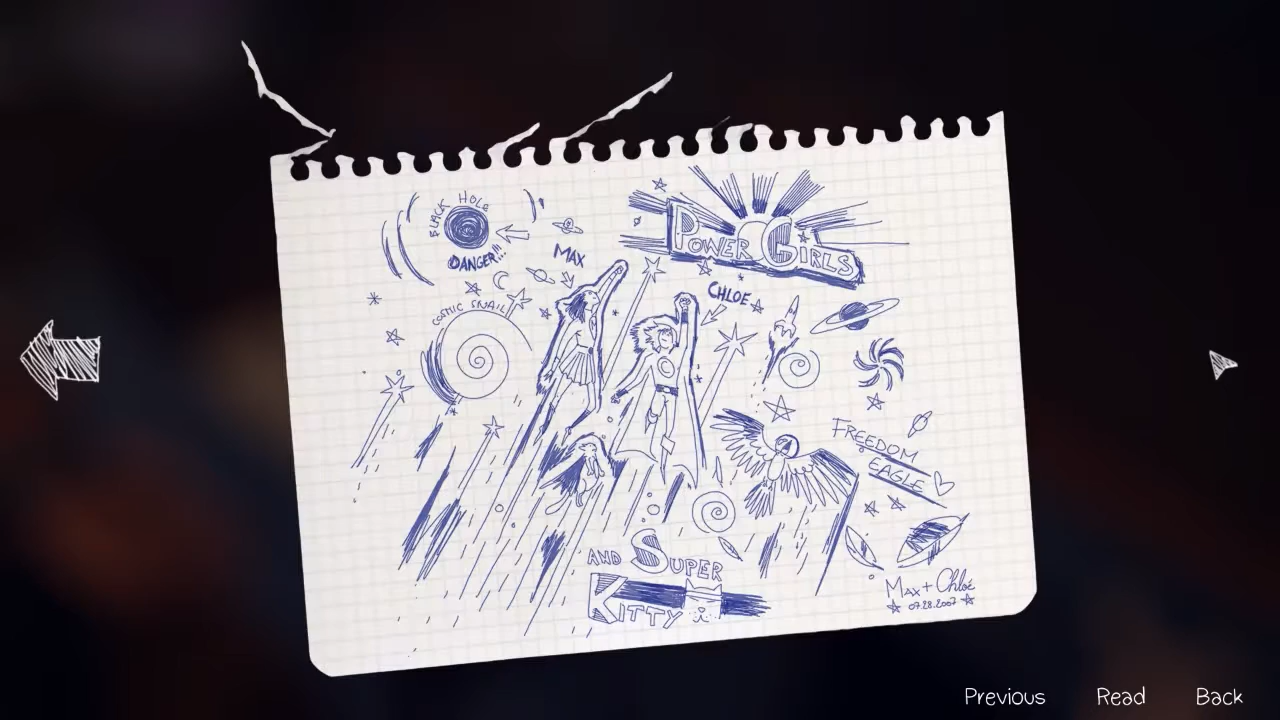 BLACK HOLE
DANGER!!!
POWER GIRLS
MAX
CHLOE
COSMIC SNAIL
FREEDOM
EAGLE
AND SUPER
KITTY
MAX + Chloé
07.28.2007
Previous
Read
Back